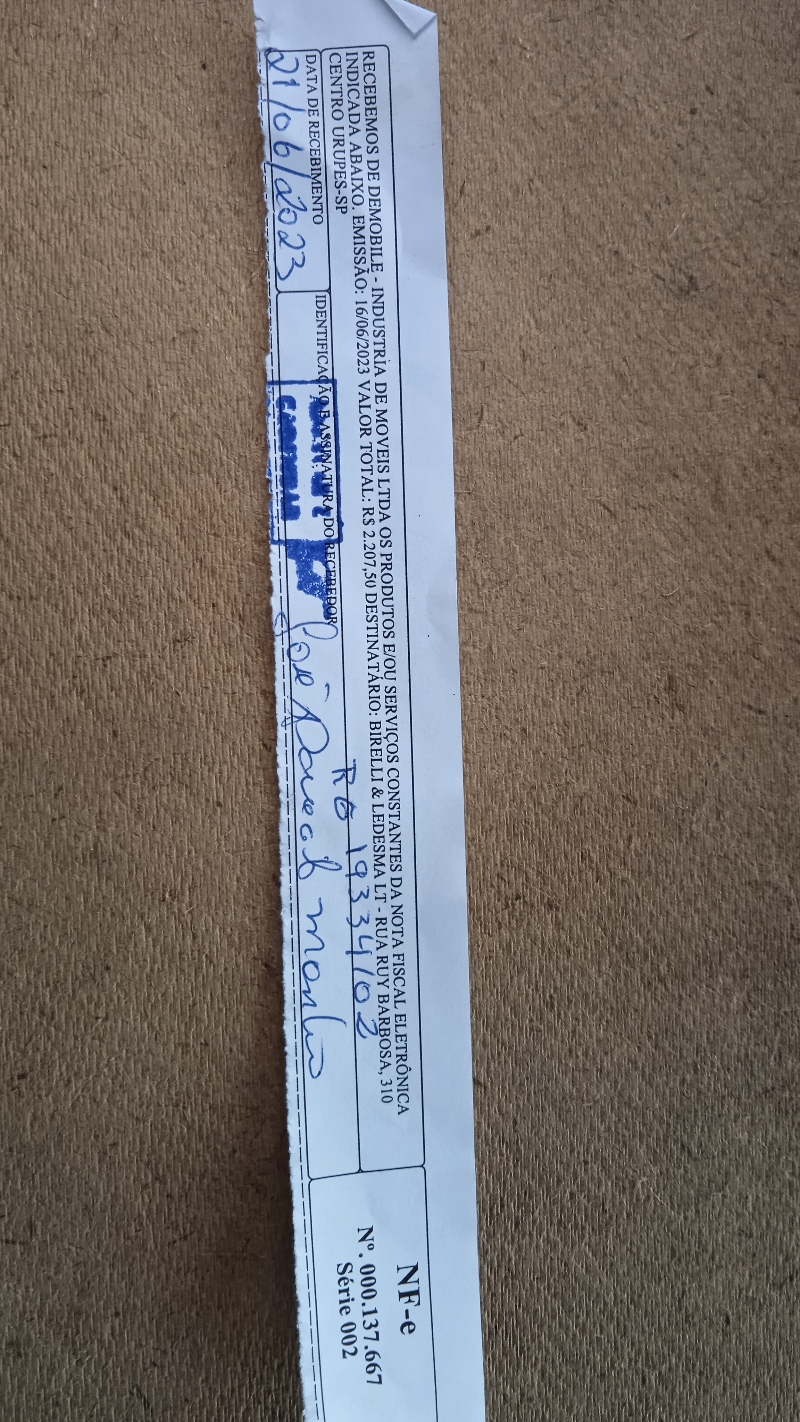 RECEBEMOS DE DEMOBILE - INDUSTRIA DE MOVEIS LTDA OS PRODUTOS E/OU SERVIÇOS CONSTANTES DA NOTA FISCAL ELETRÔNICA
INDICADA ABAIXO. EMISSÃO: 16/06/2023 VALOR TOTAL: R$ 2.207,50 DESTINATÁRIO: BIRELLI & LEDESMA LT - RUA RUY BARBOSA, 310
CENTRO URUPES-SP
DATA DE RECEBIMENTO
21/06/2023
IDENTIFICAÇÃO E ASSINATURA DO RECEBEDOR
RG 19334102
José
NF-e
Nº. 000.137.667
Série 002